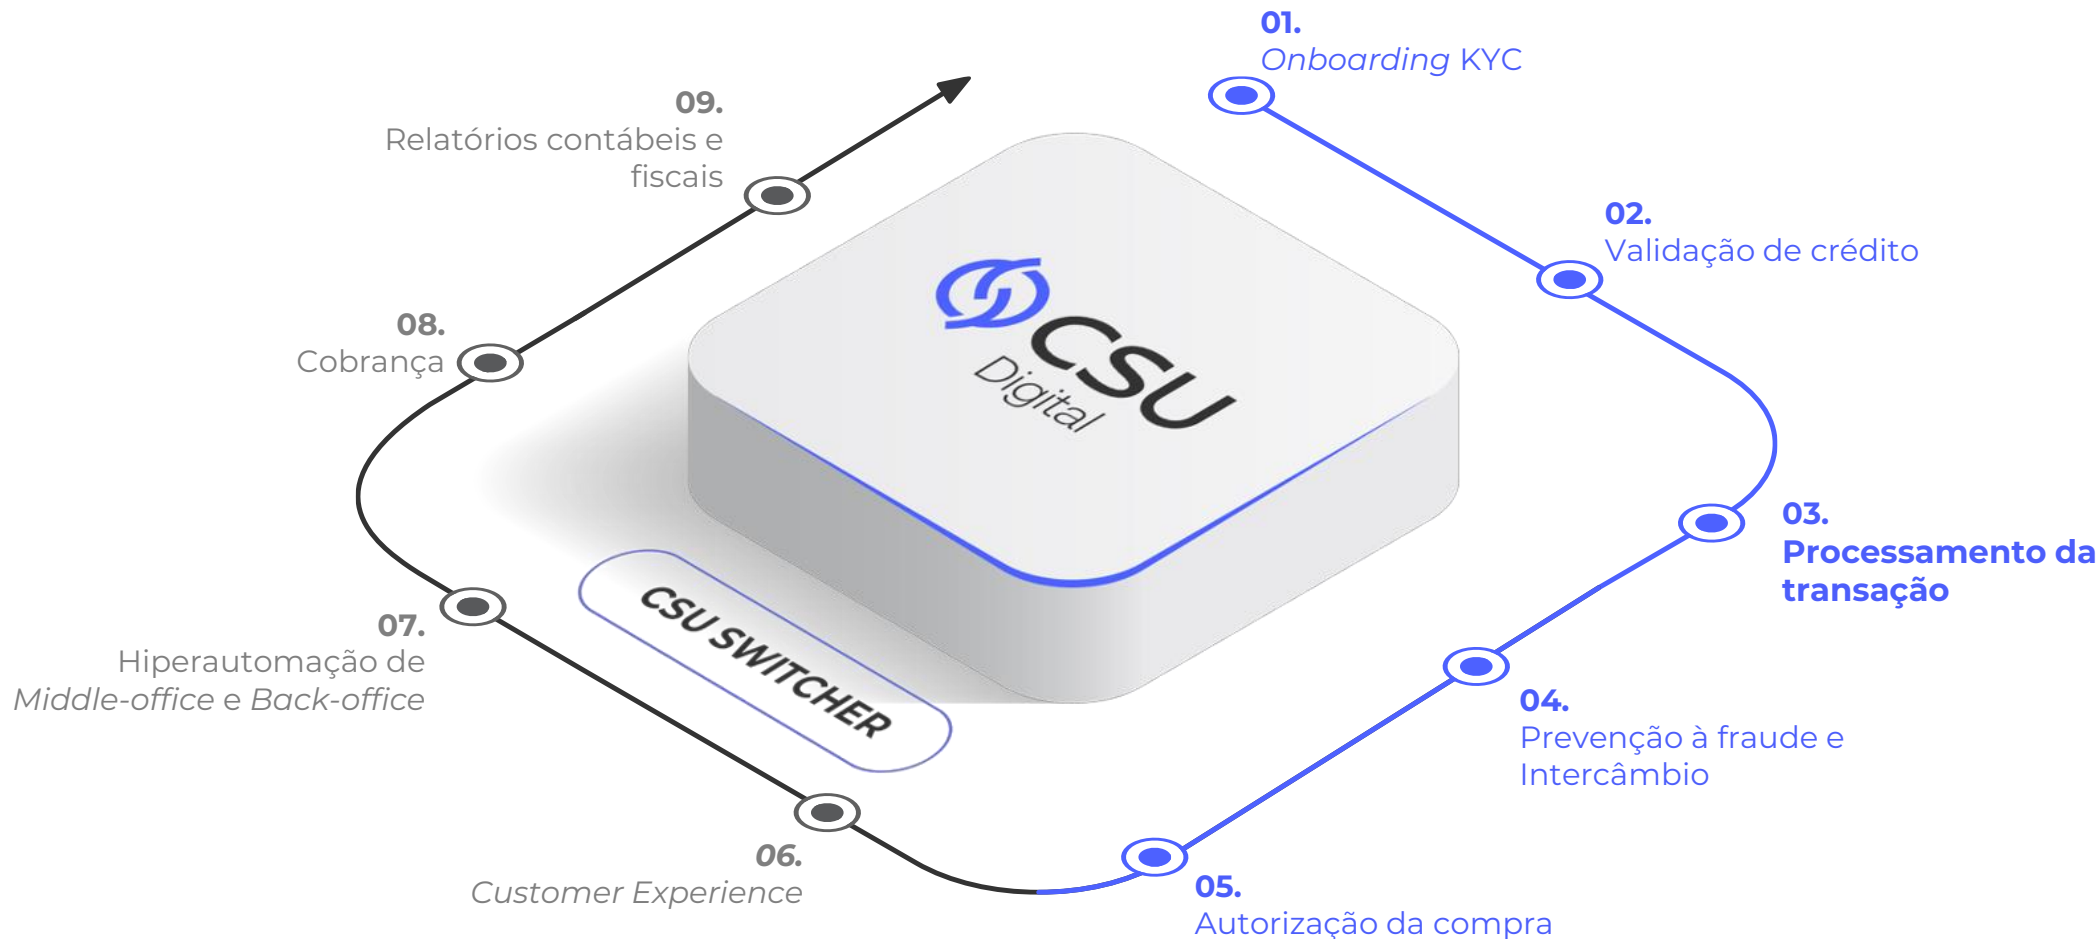 01.
Onboarding KYC
02.
Validação de crédito
03.
Processamento da
transação
04.
Prevenção à fraude e
Intercâmbio
05.
Autorização da compra
06.
Customer Experience
07.
Hiperautomação de
Middle-office e Back-office
08.
Cobrança
09.
Relatórios contábeis e
fiscais
CSU
Digital
CSU SWITCHER